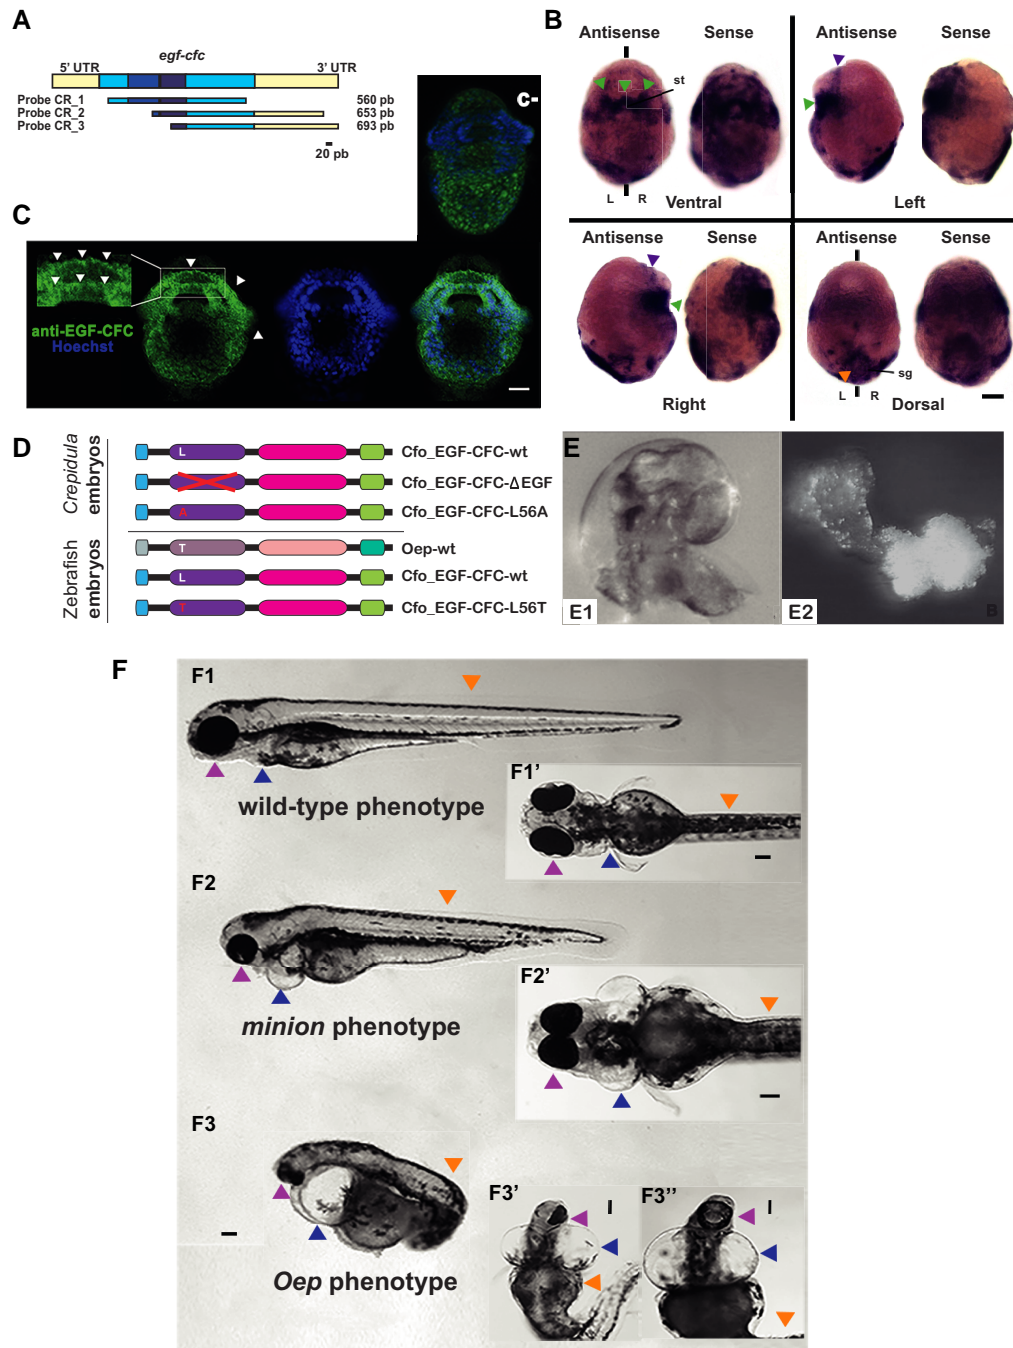 A
egf-cfc
5' UTR
3' UTR
Probe CR_1
560 pb
Probe CR_2
653 pb
Probe CR_3
693 pb
20 pb
B
Antisense
Sense
st
L
R
Ventral
Antisense
Sense
Left
Antisense
Sense
Right
Antisense
Sense
sg
L
R
Dorsal
C
c-
anti-EGF-CFC
Hoechst
D
Crepidula
embryos
L
Cfo_EGF-CFC-wt
Cfo_EGF-CFC-ΔEGF
A
Cfo_EGF-CFC-L56A
Zebrafish
embryos
T
Oep-wt
L
Cfo_EGF-CFC-wt
T
Cfo_EGF-CFC-L56T
E
E1
E2
B
F
F1
wild-type phenotype
F1'
F2
minion phenotype
F2'
F3
Oep phenotype
F3'
F3''